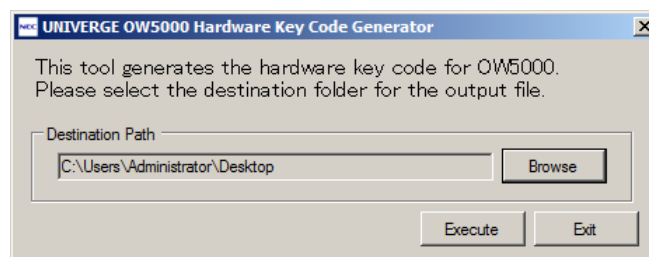 NEC UNIVERGE OW5000 Hardware Key Code Generator
This tool generates the hardware key code for OW5000.
Please select the destination folder for the output file.
Destination Path
C:\Users\Administrator\Desktop Browse
Execute Exit